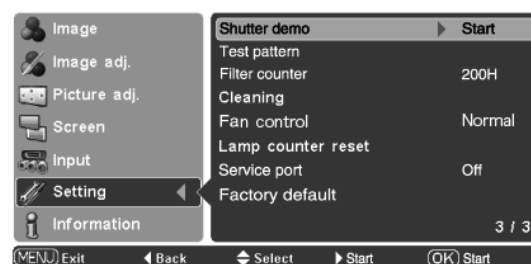 Image
Image adj.
Picture adj.
Screen
Input
Setting
Information
Shutter demo Start
Test pattern
Filter counter 200H
Cleaning
Fan control Normal
Lamp counter reset
Service port Off
Factory default
3 / 3
MENU Exit Back Select Start OK Start